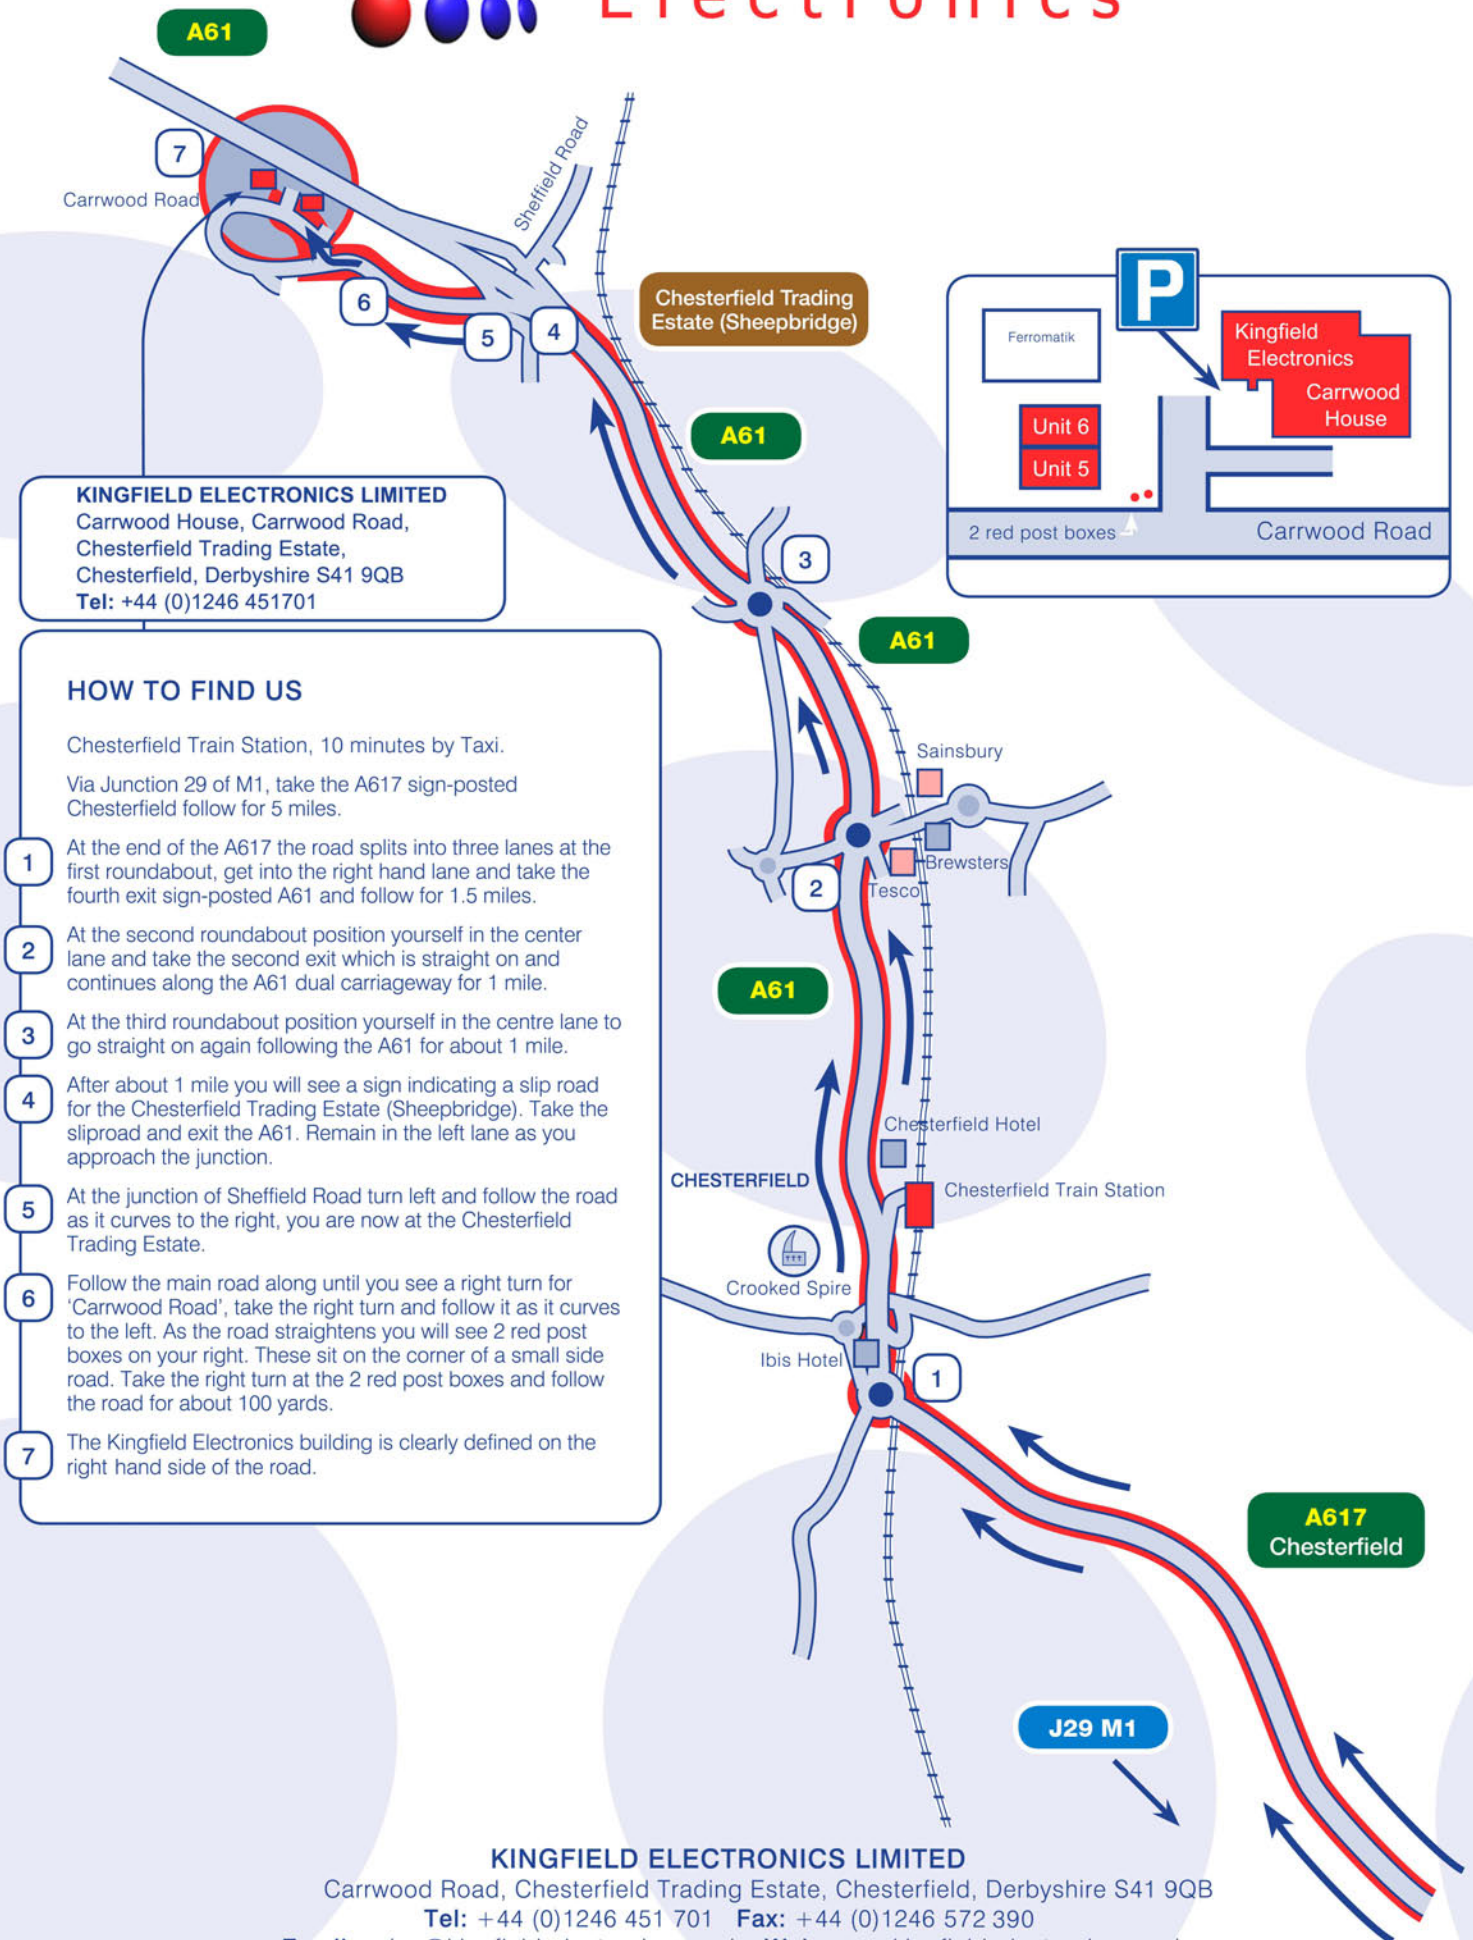 Electronics
A61
7
Carrwood Road
Sheffield Road
6
5
4
Chesterfield Trading
Estate (Sheepbridge)
P
Ferromatik
Kingfield
Electronics
Carrwood
House
Unit 6
Unit 5
2 red post boxes
Carrwood Road
A61
KINGFIELD ELECTRONICS LIMITED
Carrwood House, Carrwood Road,
Chesterfield Trading Estate,
Chesterfield, Derbyshire S41 9QB
Tel: +44 (0)1246 451701
3
A61
HOW TO FIND US
Chesterfield Train Station, 10 minutes by Taxi.
Via Junction 29 of M1, take the A617 sign-posted
Chesterfield follow for 5 miles.
1
At the end of the A617 the road splits into three lanes at the
first roundabout, get into the right hand lane and take the
fourth exit sign-posted A61 and follow for 1.5 miles.
2
At the second roundabout position yourself in the center
lane and take the second exit which is straight on and
continues along the A61 dual carriageway for 1 mile.
3
At the third roundabout position yourself in the centre lane to
go straight on again following the A61 for about 1 mile.
4
After about 1 mile you will see a sign indicating a slip road
for the Chesterfield Trading Estate (Sheepbridge). Take the
sliproad and exit the A61. Remain in the left lane as you
approach the junction.
5
At the junction of Sheffield Road turn left and follow the road
as it curves to the right, you are now at the Chesterfield
Trading Estate.
6
Follow the main road along until you see a right turn for
'Carrwood Road', take the right turn and follow it as it curves
to the left. As the road straightens you will see 2 red post
boxes on your right. These sit on the corner of a small side
road. Take the right turn at the 2 red post boxes and follow
the road for about 100 yards.
7
The Kingfield Electronics building is clearly defined on the
right hand side of the road.
Sainsbury
Brewsters
Tesco
2
A61
Chesterfield Hotel
CHESTERFIELD
Chesterfield Train Station
Crooked Spire
Ibis Hotel
1
A617
Chesterfield
J29 M1
KINGFIELD ELECTRONICS LIMITED
Carrwood Road, Chesterfield Trading Estate, Chesterfield, Derbyshire S41 9QB
Tel: +44 (0)1246 451 701 Fax: +44 (0)1246 572 390